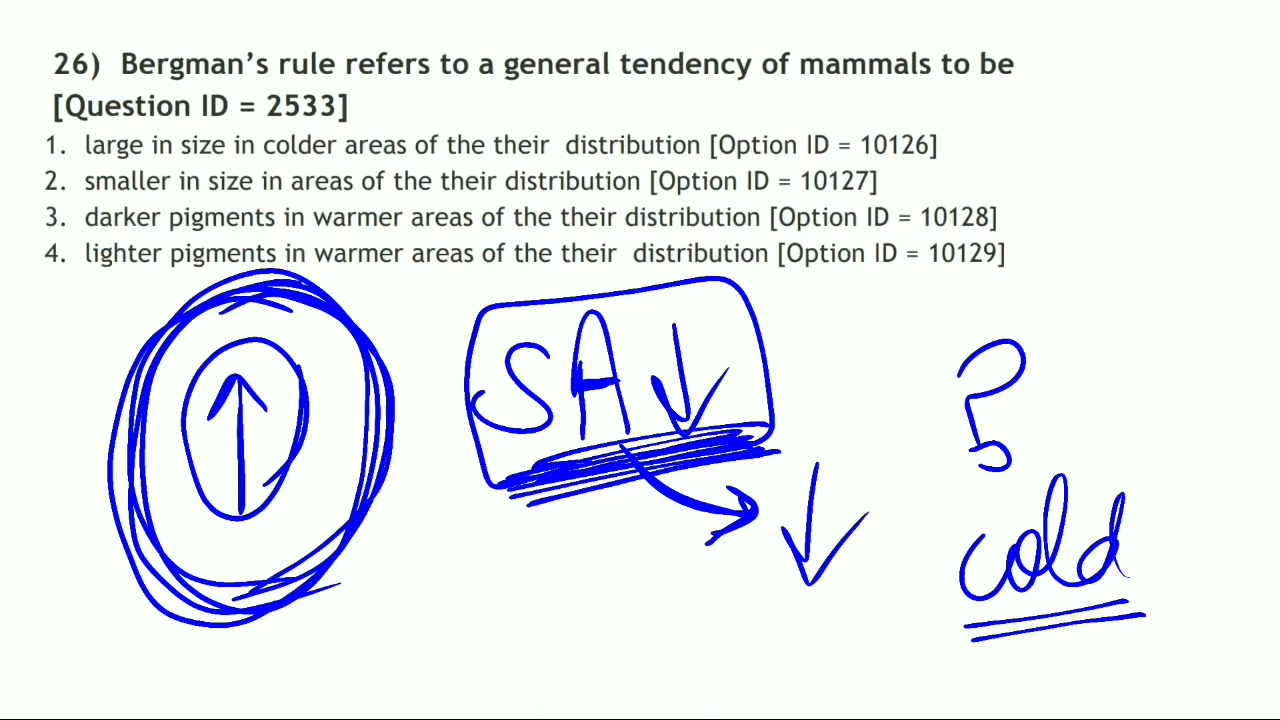 26) Bergman's rule refers to a general tendency of mammals to be
[Question ID = 2533]
1. large in size in colder areas of the their distribution [Option ID = 10126]
2. smaller in size in areas of the their distribution [Option ID = 10127]
3. darker pigments in warmer areas of the their distribution [Option ID = 10128]
4. lighter pigments in warmer areas of the their distribution [Option ID = 10129]
SA↓
?
cold